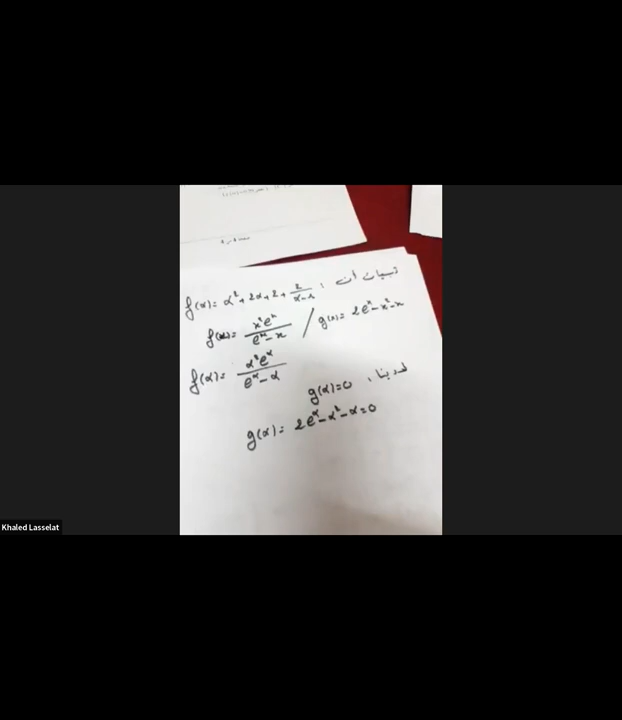 تبيان أن :
f(α) = α² + 2α + 2 + 2/(α-1)
f(x) = x²eˣ/(eˣ - x) / g(x) = 2eˣ - x² - x
f(α) = α²e^α/(e^α - α)
لدينا : g(α) = 0
g(α) = 2e^α - α² - α = 0
Khaled Lasselat